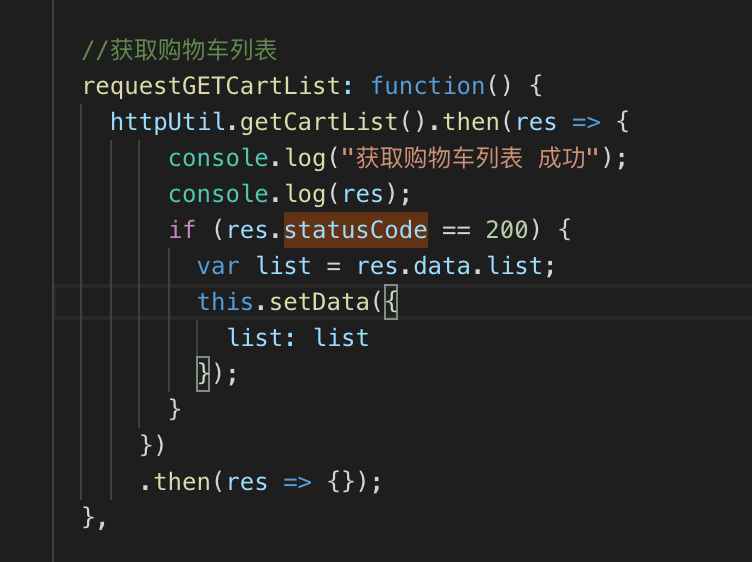 //获取购物车列表
requestGETCartList: function() {
httpUtil.getCartList().then(res => {
console.log("获取购物车列表 成功");
console.log(res);
if (res.statusCode == 200) {
var list = res.data.list;
this.setData({
list: list
});
}
})
.then(res => {});
},